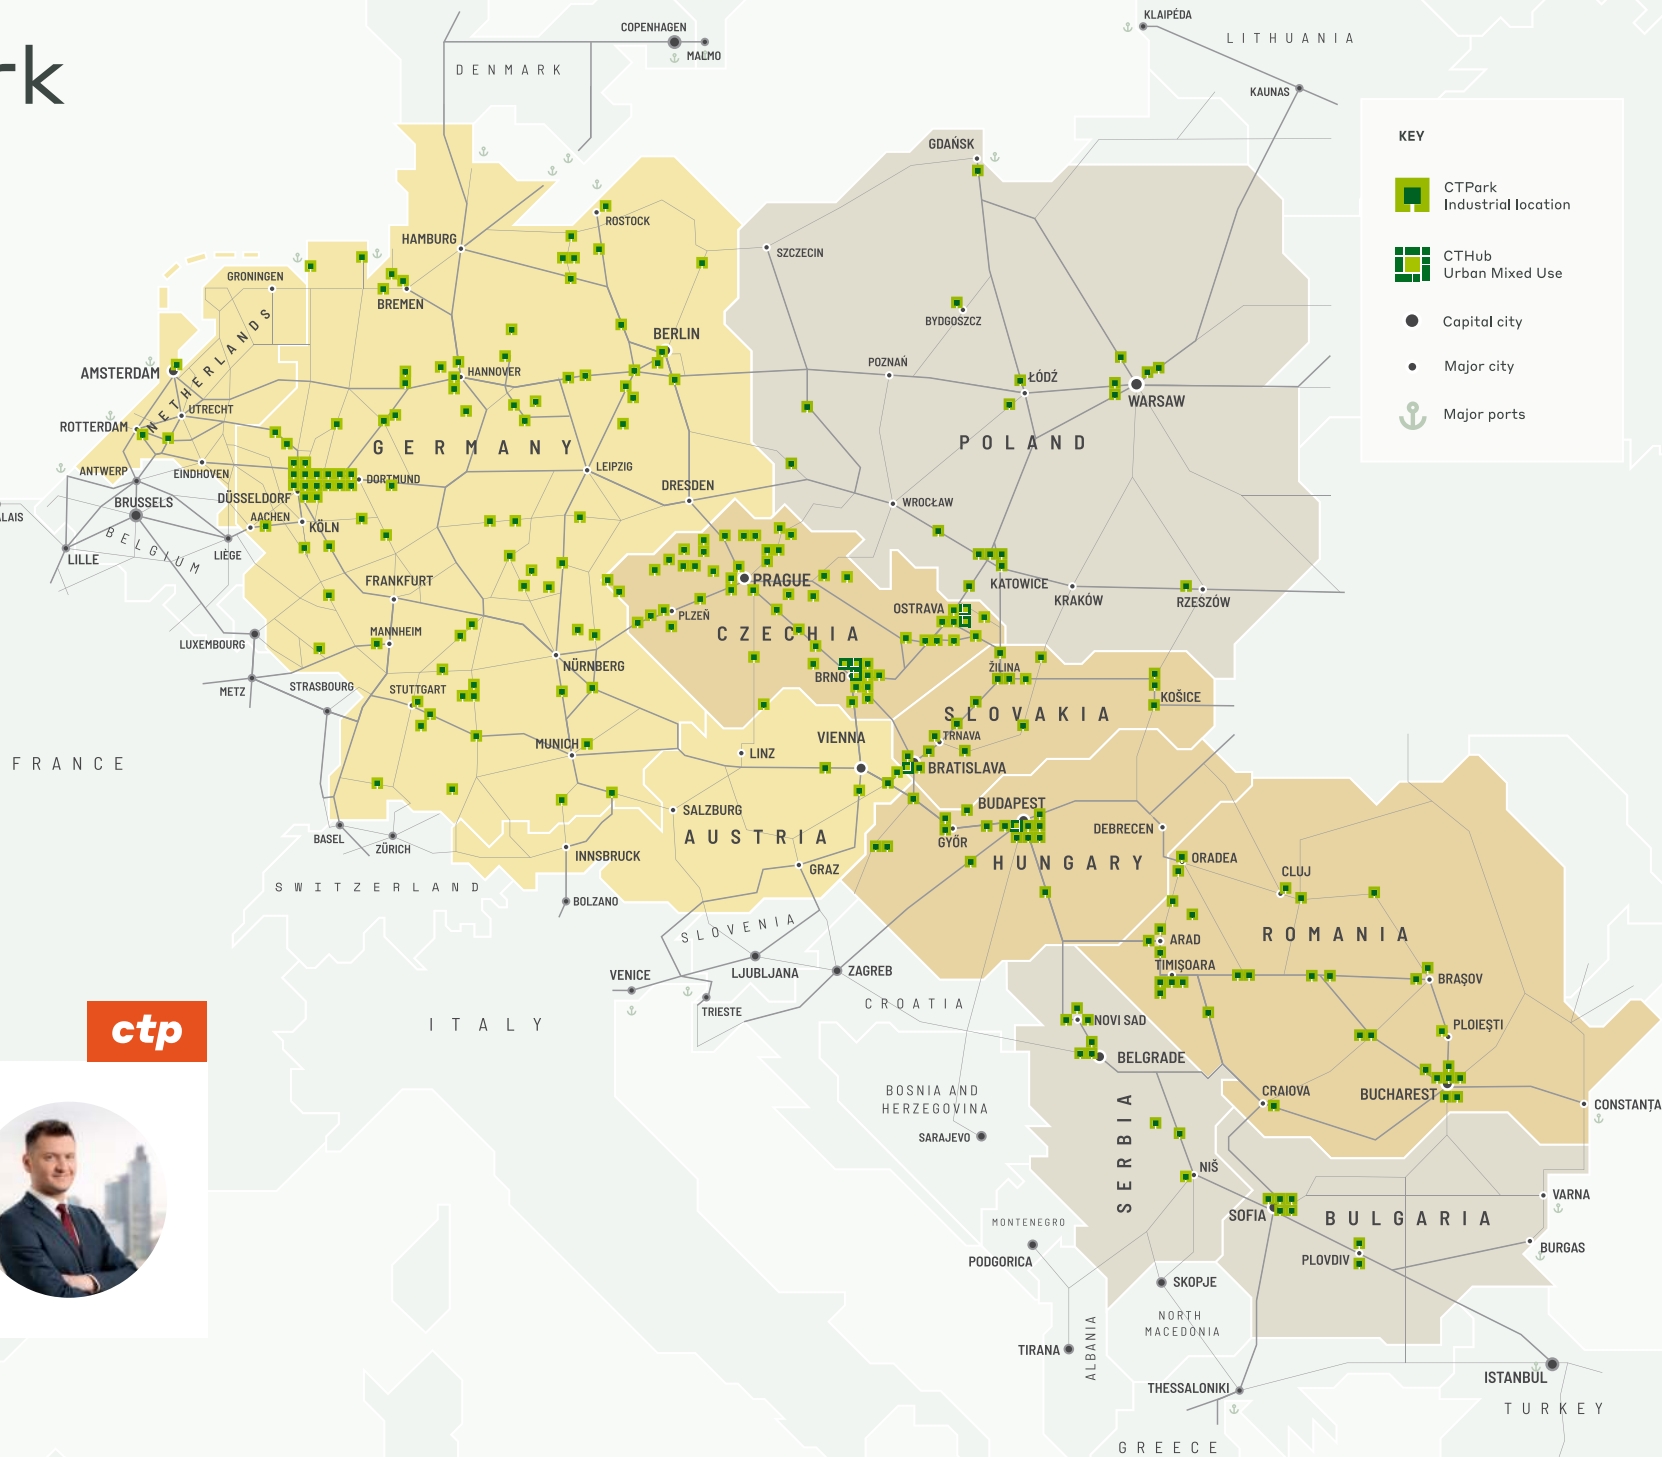 rk
COPENHAGEN
MALMO
DENMARK
KLAIPÉDA
LITHUANIA
KAUNAS
KEY
CTPark
Industrial location
CTHub
Urban Mixed Use
Capital city
Major city
Major ports
GDAŃSK
ROSTOCK
HAMBURG
SZCZECIN
GRONINGEN
BREMEN
BYDGOSZCZ
BERLIN
NETHERLANDS
AMSTERDAM
HANNOVER
POZNAŃ
ŁÓDŹ
WARSAW
UTRECHT
ROTTERDAM
GERMANY
POLAND
ANTWERP
EINDHOVEN
DORTMUND
LEIPZIG
DRESDEN
DÜSSELDORF
BRUSSELS
WROCŁAW
LAIS
AACHEN
KÖLN
BELGIUM
LIÈGE
LILLE
FRANKFURT
PRAGUE
KATOWICE
KRAKÓW
RZESZÓW
OSTRAVA
PLZEŇ
CZECHIA
LUXEMBOURG
MANNHEIM
NÜRNBERG
ŽILINA
BRNO
METZ
STRASBOURG
STUTTGART
KOŠICE
SLOVAKIA
TRNAVA
VIENNA
MUNICH
LINZ
FRANCE
BRATISLAVA
BUDAPEST
SALZBURG
DEBRECEN
BASEL
ZÜRICH
AUSTRIA
GYŐR
INNSBRUCK
HUNGARY
ORADEA
GRAZ
CLUJ
SWITZERLAND
BOLZANO
SLOVENIA
ROMANIA
ARAD
TIMIȘOARA
VENICE
LJUBLJANA
ZAGREB
BRAȘOV
TRIESTE
CROATIA
ctp
ITALY
NOVI SAD
PLOIEȘTI
BELGRADE
BOSNIA AND
HERZEGOVINA
CRAIOVA
BUCHAREST
CONSTANȚA
SARAJEVO
SERBIA
NIŠ
VARNA
MONTENEGRO
SOFIA
BULGARIA
PODGORICA
PLOVDIV
BURGAS
SKOPJE
NORTH
MACEDONIA
TIRANA
ALBANIA
THESSALONIKI
ISTANBUL
TURKEY
GREECE